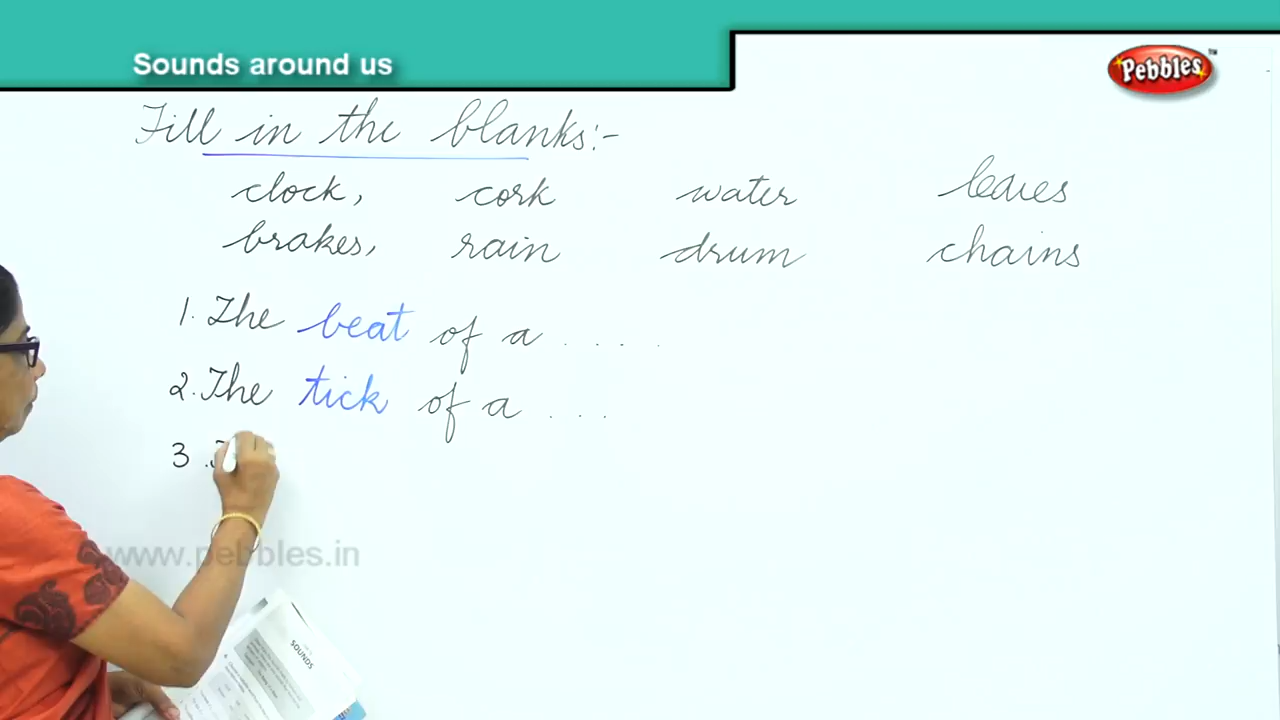 Sounds around us
Pebbles™
Fill in the blanks:-
clock, cork water leaves
brakes, rain drum chains
1. The beat of a ....
2. The tick of a ...
3.
www.pebbles.in
SOUNDS